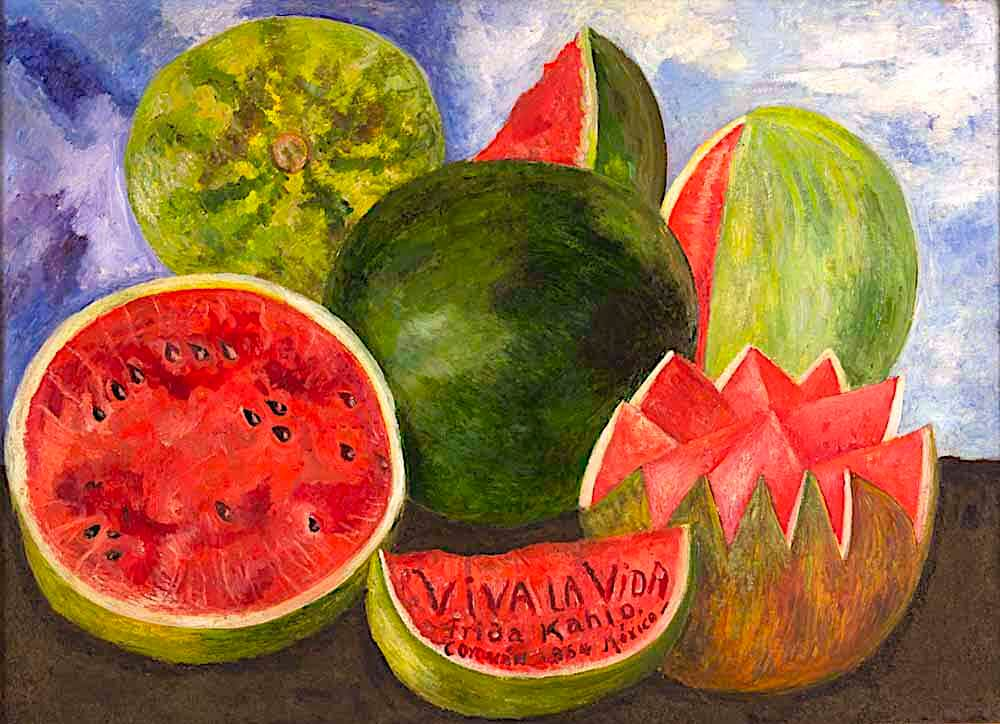 VIVA LA VIDA
Frida Kahlo.
Coyoacán 1954 México